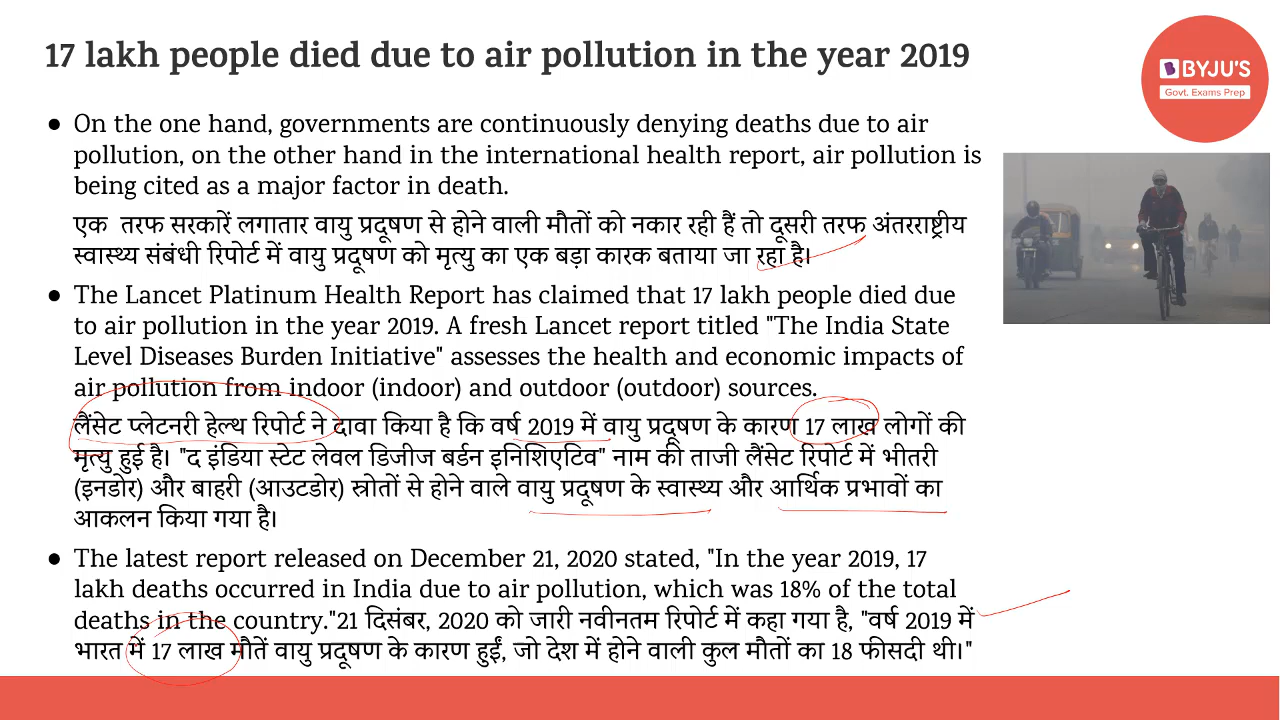 17 lakh people died due to air pollution in the year 2019
BYJU'S
Govt. Exams Prep
● On the one hand, governments are continuously denying deaths due to air
pollution, on the other hand in the international health report, air pollution is
being cited as a major factor in death.
एक तरफ सरकारें लगातार वायु प्रदूषण से होने वाली मौतों को नकार रही हैं तो दूसरी तरफ अंतरराष्ट्रीय
स्वास्थ्य संबंधी रिपोर्ट में वायु प्रदूषण को मृत्यु का एक बड़ा कारक बताया जा रहा है।
● The Lancet Platinum Health Report has claimed that 17 lakh people died due
to air pollution in the year 2019. A fresh Lancet report titled "The India State
Level Diseases Burden Initiative" assesses the health and economic impacts of
air pollution from indoor (indoor) and outdoor (outdoor) sources.
लैंसेट प्लेटनरी हेल्थ रिपोर्ट ने दावा किया है कि वर्ष 2019 में वायु प्रदूषण के कारण 17 लाख लोगों की
मृत्यु हुई है। "द इंडिया स्टेट लेवल डिजीज बर्डन इनिशिएटिव" नाम की ताजी लैंसेट रिपोर्ट में भीतरी
(इनडोर) और बाहरी (आउटडोर) स्रोतों से होने वाले वायु प्रदूषण के स्वास्थ्य और आर्थिक प्रभावों का
आकलन किया गया है।
● The latest report released on December 21, 2020 stated, "In the year 2019, 17
lakh deaths occurred in India due to air pollution, which was 18% of the total
deaths in the country."21 दिसंबर, 2020 को जारी नवीनतम रिपोर्ट में कहा गया है, "वर्ष 2019 में
भारत में 17 लाख मौतें वायु प्रदूषण के कारण हुईं, जो देश में होने वाली कुल मौतों का 18 फीसदी थी।"